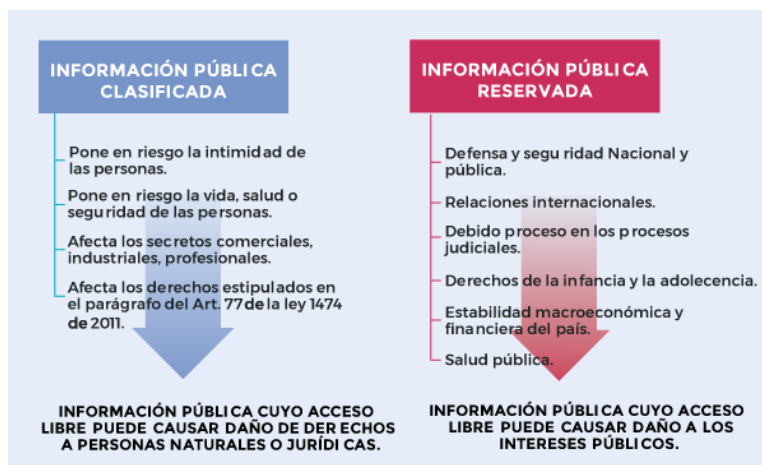 INFORMACIÓN PÚBLICA
CLASIFICADA
Pone en riesgo la intimidad de
las personas.
Pone en riesgo la vida, salud o
seguridad de las personas.
Afecta los secretos comerciales,
industriales, profesionales.
Afecta los derechos estipulados en
el parágrafo del Art. 77 de la ley 1474
de 2011.
INFORMACIÓN PÚBLICA CUYO ACCESO
LIBRE PUEDE CAUSAR DAÑO DE DERECHOS
A PERSONAS NATURALES O JURÍDICAS.
INFORMACIÓN PÚBLICA
RESERVADA
Defensa y seguridad Nacional y
pública.
Relaciones internacionales.
Debido proceso en los procesos
judiciales.
Derechos de la infancia y la adolecencia.
Estabilidad macroeconómica y
financiera del país.
Salud pública.
INFORMACIÓN PÚBLICA CUYO ACCESO
LIBRE PUEDE CAUSAR DAÑO A LOS
INTERESES PÚBLICOS.